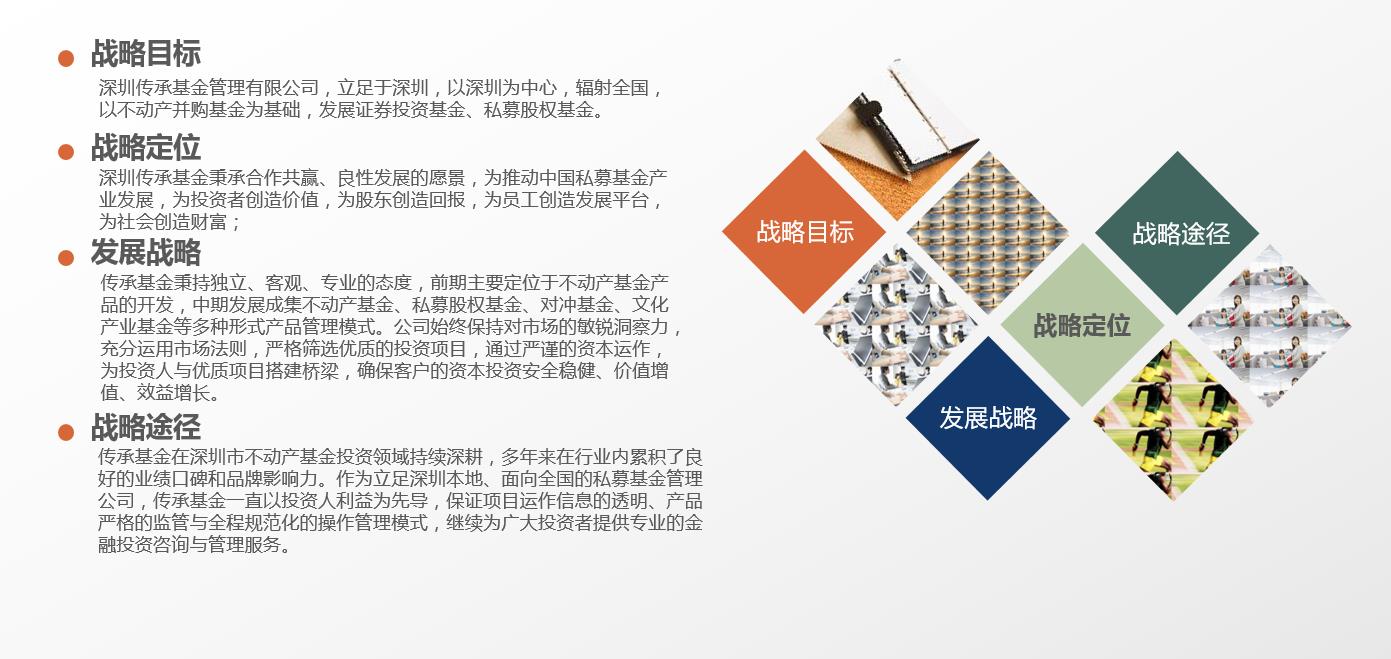 战略目标
深圳传承基金管理有限公司，立足于深圳，以深圳为中心，辐射全国，
以不动产并购基金为基础，发展证券投资基金、私募股权基金。
战略定位
深圳传承基金秉承合作共赢、良性发展的愿景，为推动中国私募基金产
业发展，为投资者创造价值，为股东创造回报，为员工创造发展平台，
为社会创造财富；
发展战略
传承基金秉持独立、客观、专业的态度，前期主要定位于不动产基金产
品的开发，中期发展成集不动产基金、私募股权基金、对冲基金、文化
产业基金等多种形式产品管理模式。公司始终保持对市场的敏锐洞察力，
充分运用市场法则，严格筛选优质的投资项目，通过严谨的资本运作，
为投资人与优质项目搭建桥梁，确保客户的资本投资安全稳健、价值增
值、效益增长。
战略途径
传承基金在深圳市不动产基金投资领域持续深耕，多年来在行业内累积了良
好的业绩口碑和品牌影响力。作为立足深圳本地、面向全国的私募基金管理
公司，传承基金一直以投资人利益为先导，保证项目运作信息的透明、产品
严格的监管与全程规范化的操作管理模式，继续为广大投资者提供专业的金
融投资咨询与管理服务。
战略目标
战略途径
战略定位
发展战略